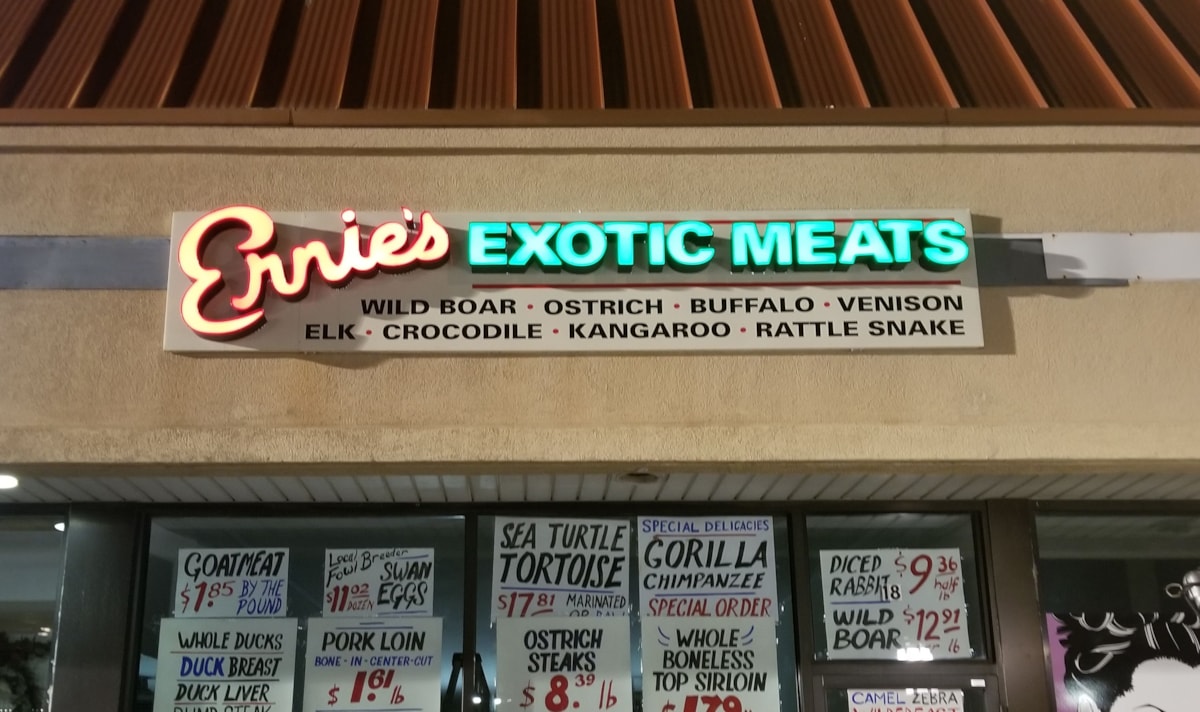 Ernie's EXOTIC MEATS
WILD BOAR • OSTRICH • BUFFALO • VENISON
ELK • CROCODILE • KANGAROO • RATTLE SNAKE
GOATMEAT
$1.85 BY THE
POUND
Local Breeder
Fowl
SWAN
EGGS
$11.02
DOZEN
SEA TURTLE
TORTOISE
$17.81 MARINATED
OR
SPECIAL DELICACIES
GORILLA
CHIMPANZEE
SPECIAL ORDER
DICED
RABBIT
$9.36
half
lb
18
WILD
BOAR
$12.91
lb
WHOLE DUCKS
DUCK BREAST
DUCK LIVER
STEAK
PORK LOIN
BONE-IN-CENTER-CUT
$1.61 lb
OSTRICH
STEAKS
$8.39 lb
WHOLE
BONELESS
TOP SIRLOIN
CAMEL ZEBRA